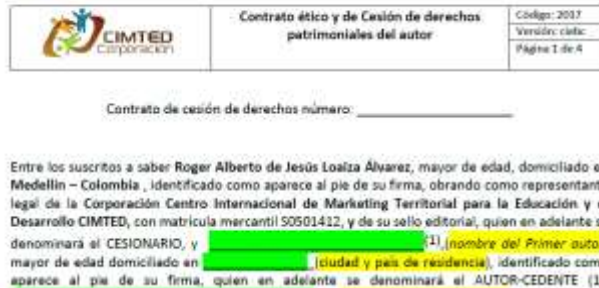 CIMTED
Corporación
Contrato ético y de Cesión de derechos
patrimoniales del autor
Código: 2017
Versión: ciebc
Página 1 de 4
Contrato de cesión de derechos número:
Entre los suscritos a saber Roger Alberto de Jesús Loaiza Álvarez, mayor de edad, domiciliado e
Medellín – Colombia , identificado como aparece al pie de su firma, obrando como representant
legal de la Corporación Centro Internacional de Marketing Territorial para la Educación y e
Desarrollo CIMTED, con matrícula mercantil S0501412, y de su sello editorial, quien en adelante s
denominará el CESIONARIO, y (1),(nombre del Primer auto
mayor de edad domiciliado en ,(ciudad y país de residencia), identificado com
aparece al pie de su firma, quien en adelante se denominará el AUTOR-CEDENTE (1